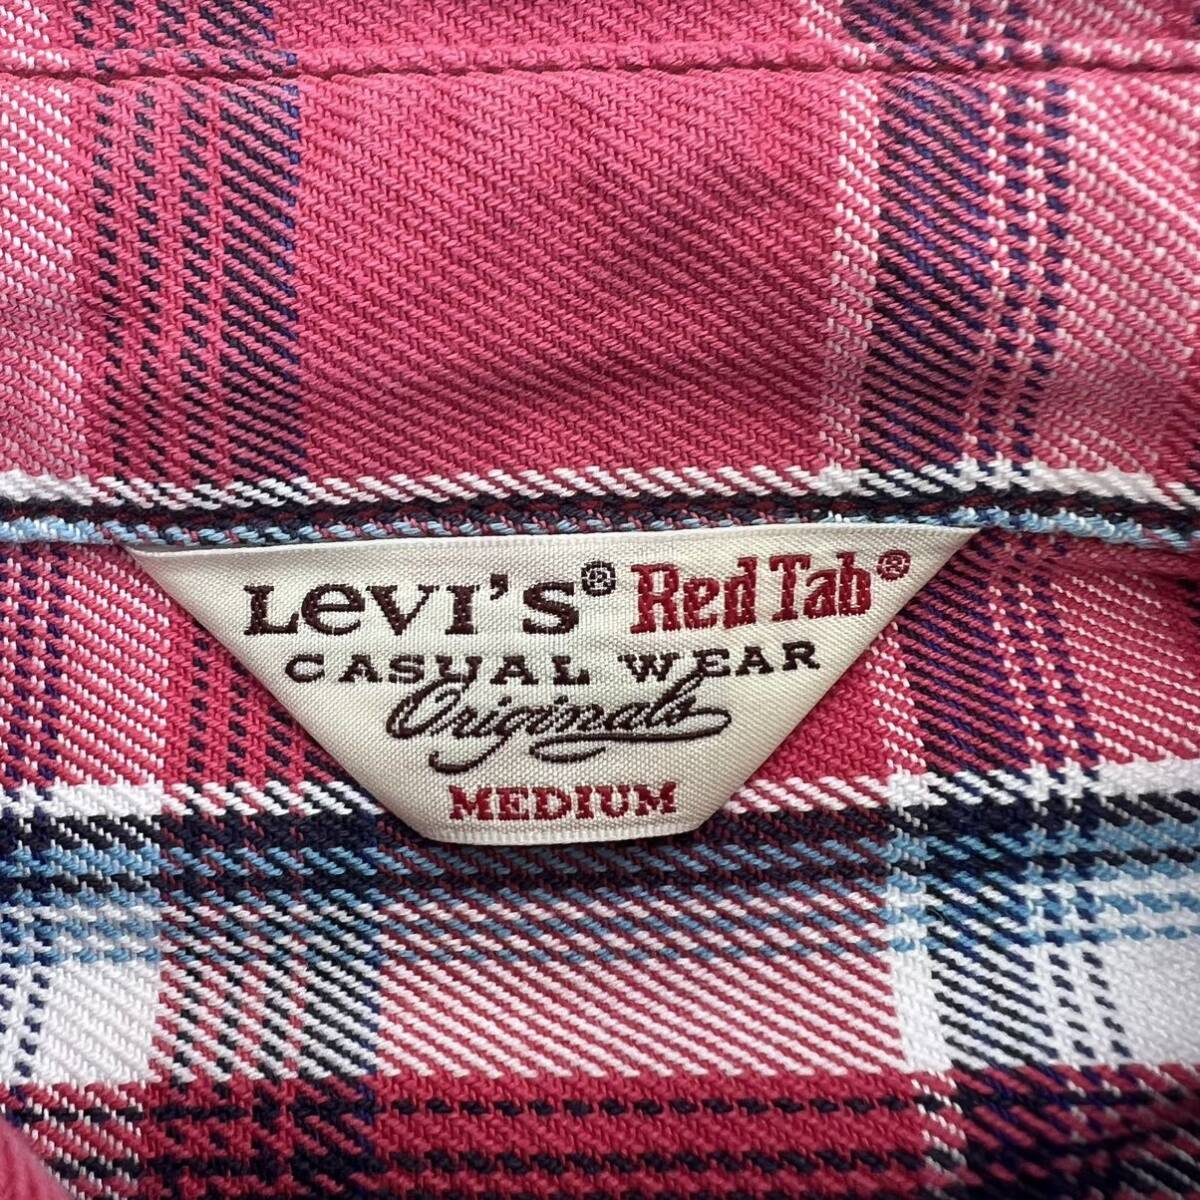 LeVI'S® Red Tab®
CASUAL WEAR
Originals
MEDIUM